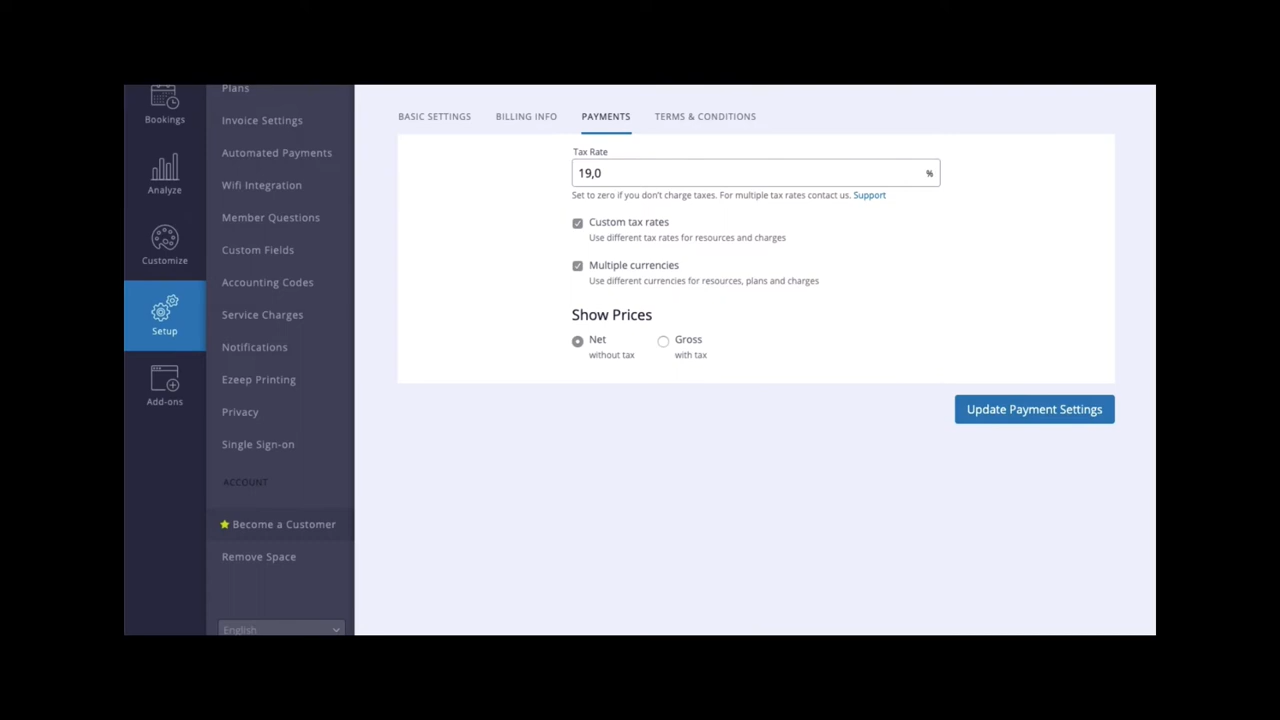 Bookings
Analyze
Customize
Setup
Add-ons
Plans
Invoice Settings
Automated Payments
Wifi Integration
Member Questions
Custom Fields
Accounting Codes
Service Charges
Notifications
Ezeep Printing
Privacy
Single Sign-on
ACCOUNT
Become a Customer
Remove Space
English
BASIC SETTINGS BILLING INFO PAYMENTS TERMS & CONDITIONS
Tax Rate
19,0 %
Set to zero if you don't charge taxes. For multiple tax rates contact us. Support
Custom tax rates
Use different tax rates for resources and charges
Multiple currencies
Use different currencies for resources, plans and charges
Show Prices
Net Gross
without tax with tax
Update Payment Settings